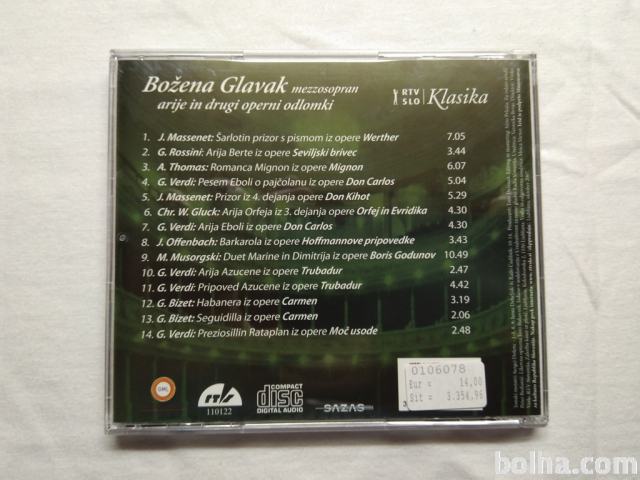 Božena Glavak mezzosopran
arije in drugi operni odlomki
RTV SLO Klasika
1. J. Massenet: Šarlotin prizor s pismom iz opere Werther 7.05
2. G. Rossini: Arija Berte iz opere Seviljski brivec 3.44
3. A. Thomas: Romanca Mignon iz opere Mignon 6.07
4. G. Verdi: Pesem Eboli o pajčolanu iz opere Don Carlos 5.04
5. J. Massenet: Prizor iz 4. dejanja opere Don Kihot 5.29
6. Chr. W. Gluck: Arija Orfeja iz 3. dejanja opere Orfej in Evridika 4.30
7. G. Verdi: Arija Eboli iz opere Don Carlos 4.30
8. J. Offenbach: Barkarola iz opere Hoffmannove pripovedke 3.43
9. M. Musorgski: Duet Marine in Dimitrija iz opere Boris Godunov 10.49
10. G. Verdi: Arija Azucene iz opere Trubadur 2.47
11. G. Verdi: Pripoved Azucene iz opere Trubadur 4.42
12. G. Bizet: Habanera iz opere Carmen 3.19
13. G. Bizet: Seguidilla iz opere Carmen 2.06
14. G. Verdi: Preziosillin Rataplan iz opere Moč usode 2.48
GML
110122
COMPACT
disc
DIGITAL AUDIO
SAZAS
0106078
Eur = 14,00
Sit = 3.354,96
bolha.com